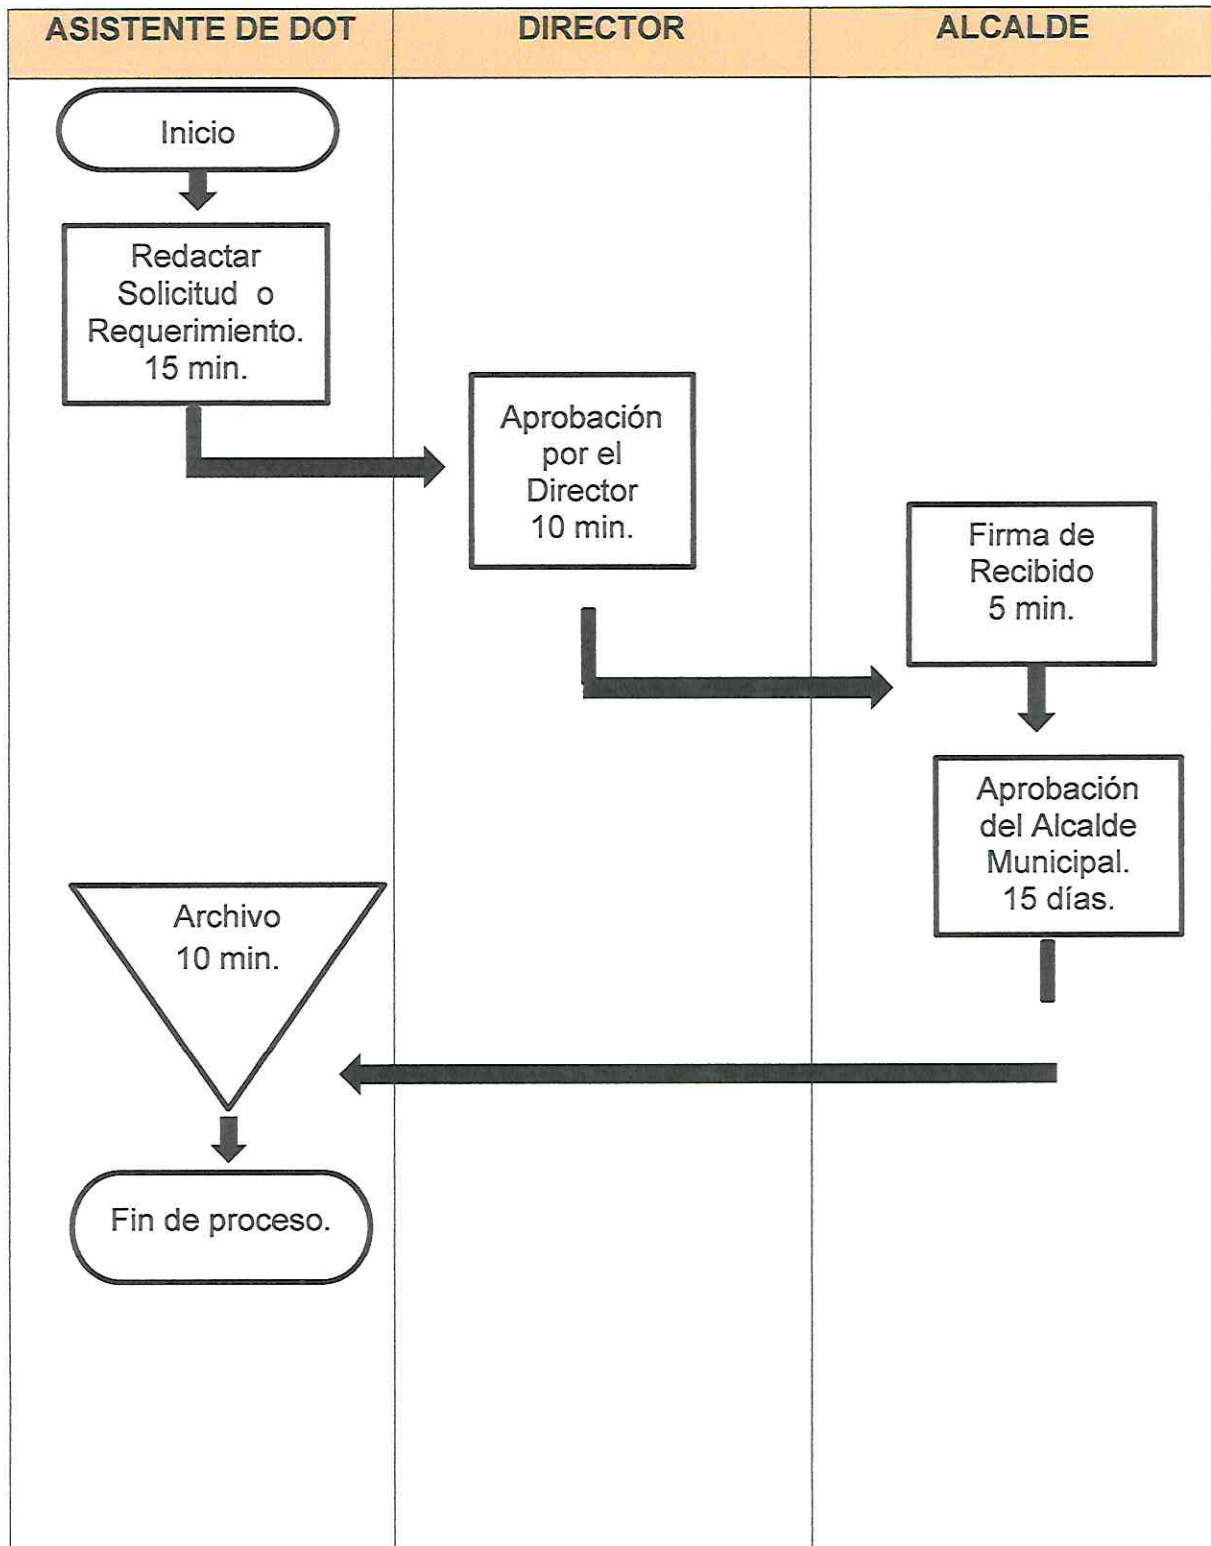 ASISTENTE DE DOT
DIRECTOR
ALCALDE
Inicio
Redactar
Solicitud o
Requerimiento.
15 min.
Aprobación
por el
Director
10 min.
Firma de
Recibido
5 min.
Aprobación
del Alcalde
Municipal.
15 días.
Archivo
10 min.
Fin de proceso.